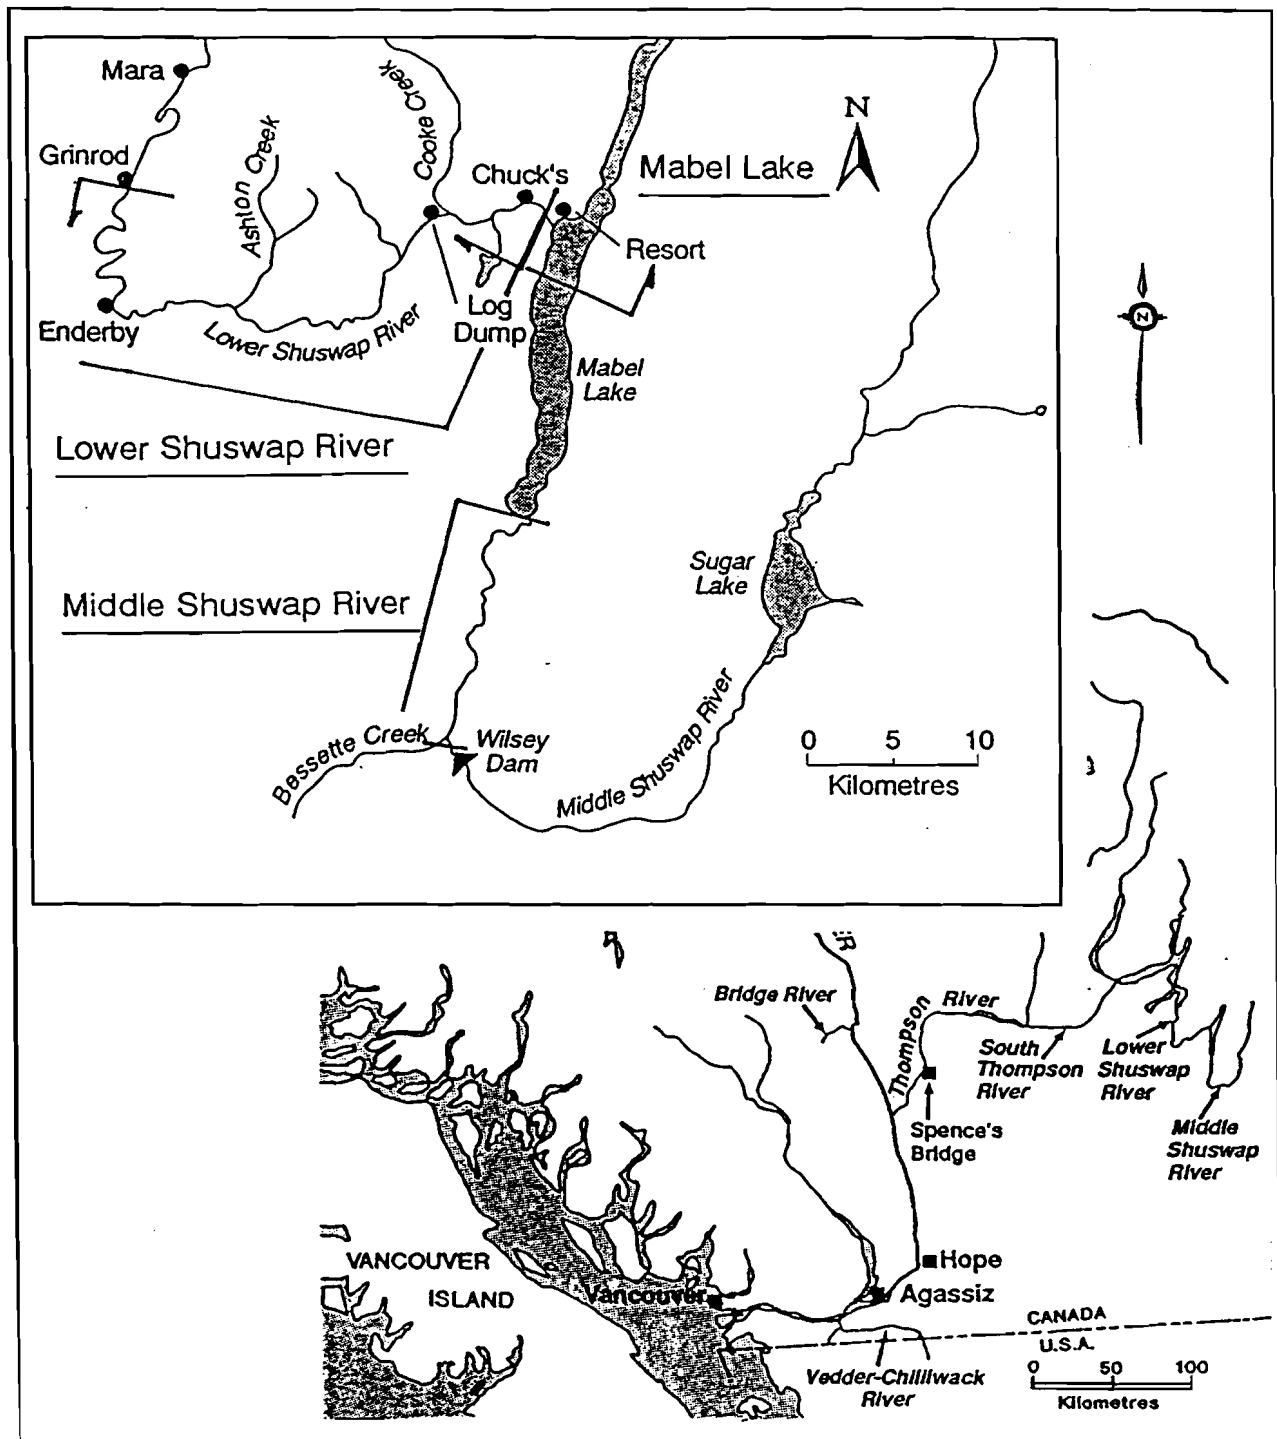 Mara
Cooke Creek
Grinrod
Ashton Creek
Chuck's
N
Mabel Lake
Resort
Enderby
Lower Shuswap River
Log
Dump
Mabel
Lake
N
Lower Shuswap River
Sugar
Lake
Middle Shuswap River
Bessette Creek
Wilsey
Dam
Middle Shuswap River
0 5 10
Kilometres
Bridge River
Thompson River
South
Thompson
River
Lower
Shuswap
River
Spence's
Bridge
Middle
Shuswap
River
VANCOUVER
ISLAND
Vancouver
Hope
Agassiz
CANADA
U.S.A.
Vedder-Chilliwack
River
0 50 100
Kilometres